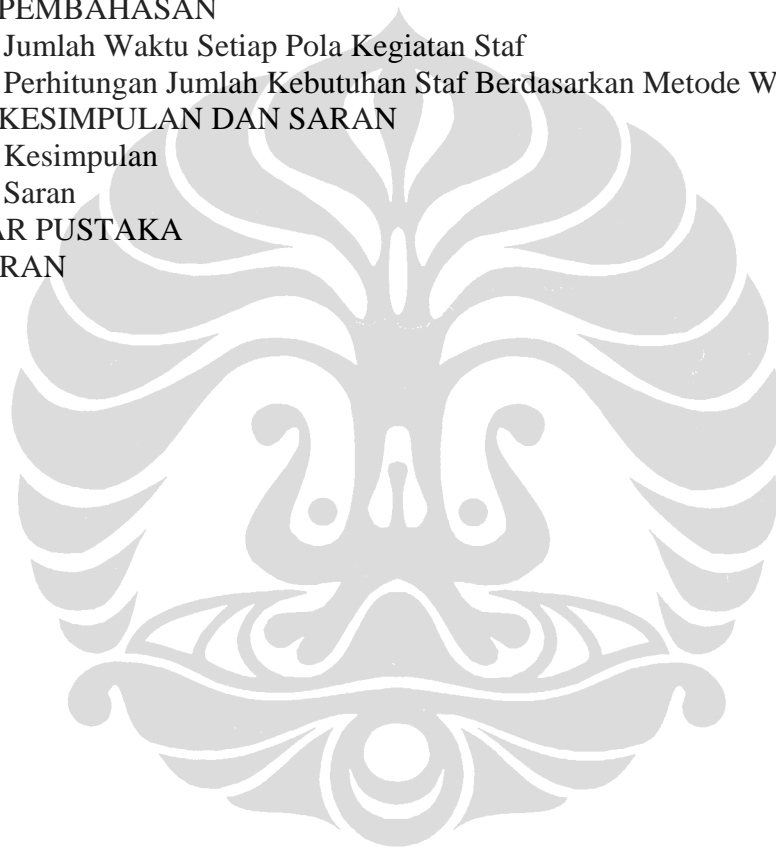 PEMBAHASAN
Jumlah Waktu Setiap Pola Kegiatan Staf
Perhitungan Jumlah Kebutuhan Staf Berdasarkan Metode W
KESIMPULAN DAN SARAN
Kesimpulan
Saran
AR PUSTAKA
RAN